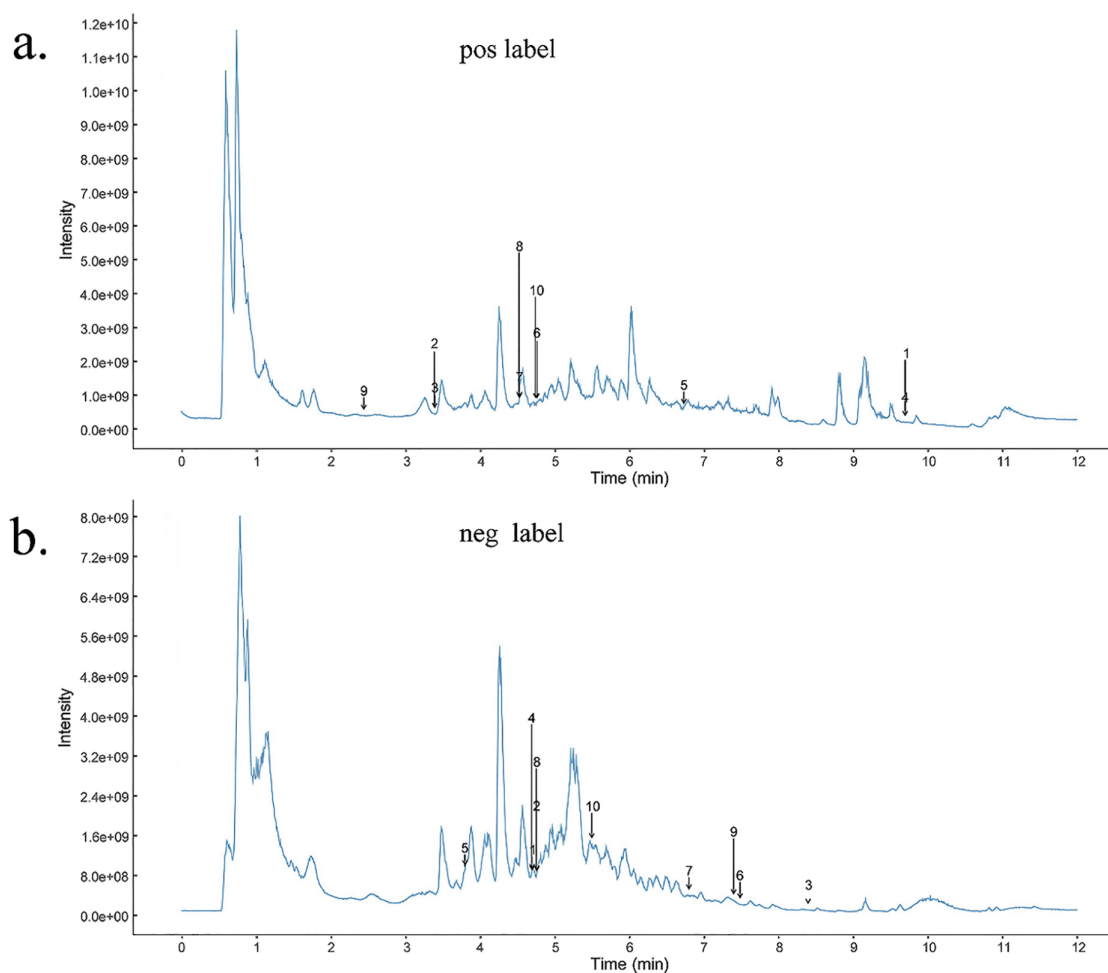 a.
pos label
1.2e+10
1.1e+10
1.0e+10
9.0e+09
8.0e+09
7.0e+09
6.0e+09
5.0e+09
4.0e+09
3.0e+09
2.0e+09
1.0e+09
0.0e+00
Intensity
8
10
6
2
1
7
9
3
5
4
0 1 2 3 4 5 6 7 8 9 10 11 12
Time (min)
b.
neg label
8.0e+09
7.2e+09
6.4e+09
5.6e+09
4.8e+09
4.0e+09
3.2e+09
2.4e+09
1.6e+09
8.0e+08
0.0e+00
Intensity
4
8
2
10
9
5
1
7
6
3
0 1 2 3 4 5 6 7 8 9 10 11 12
Time (min)